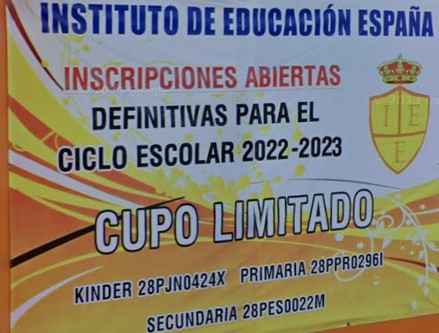 INSTITUTO DE EDUCACIÓN ESPAÑA
INSCRIPCIONES ABIERTAS
DEFINITIVAS PARA EL
CICLO ESCOLAR 2022-2023
I E
E
CUPO LIMITADO
KINDER 28PJN0424X PRIMARIA 28PPR0296I
SECUNDARIA 28PES0022M